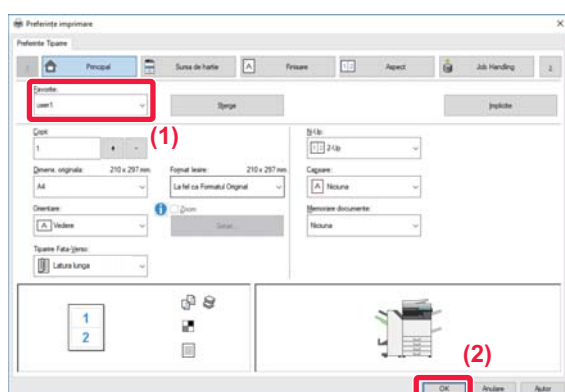 Preferinte imprimare
Preferinte Tiparire
Principal Sursa de hartie Finisare Aspect Job Handling
Favorite:
user1 Sterge Implicite
(1)
Copii: N-Up:
1 + - 1 2 2-Up
Dimens. originala: 210 x 297 mm Format Iesire: 210 x 297 mm Capsare:
A4 La fel ca Formatul Original Niciuna
Orientare: Zoom Memorare documente:
A Vedere Setari... Niciuna
Tiparire Fata-Verso:
Latura lunga
1
2
(2)
OK Anulare Ajutor